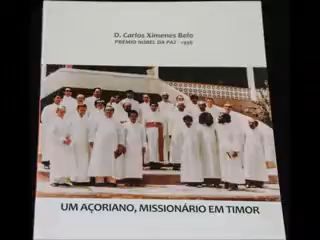 D. Carlos Ximenes Belo
PRÉMIO NOBEL DA PAZ - 1996
UM AÇORIANO, MISSIONÁRIO EM TIMOR